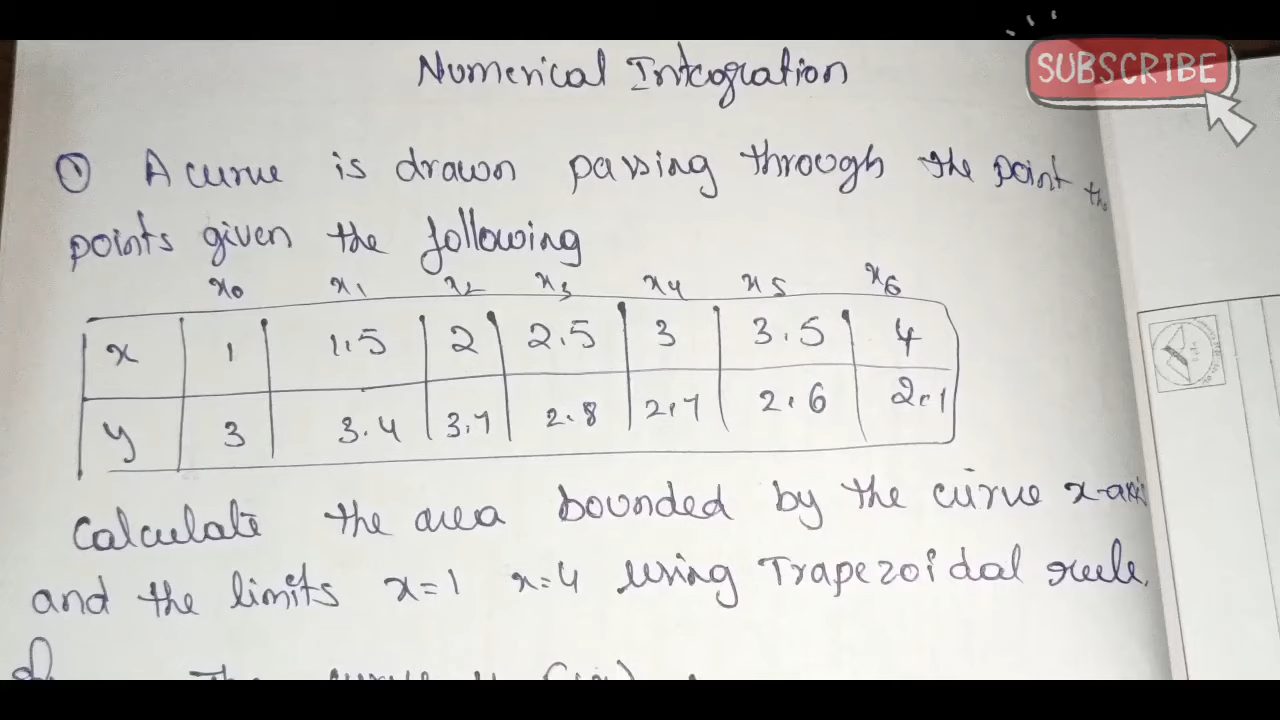 Numerical Integration
SUBSCRIBE
① A curve is drawn passing through the point the
points given the following
x0 x1 x2 x3 x4 x5 x6
x 1 1.5 2 2.5 3 3.5 4
y 3 3.4 3.7 2.8 2.7 2.6 2.1
calculate the area bounded by the curve x-axis
and the limits x=1 x=4 using Trapezoidal rule.